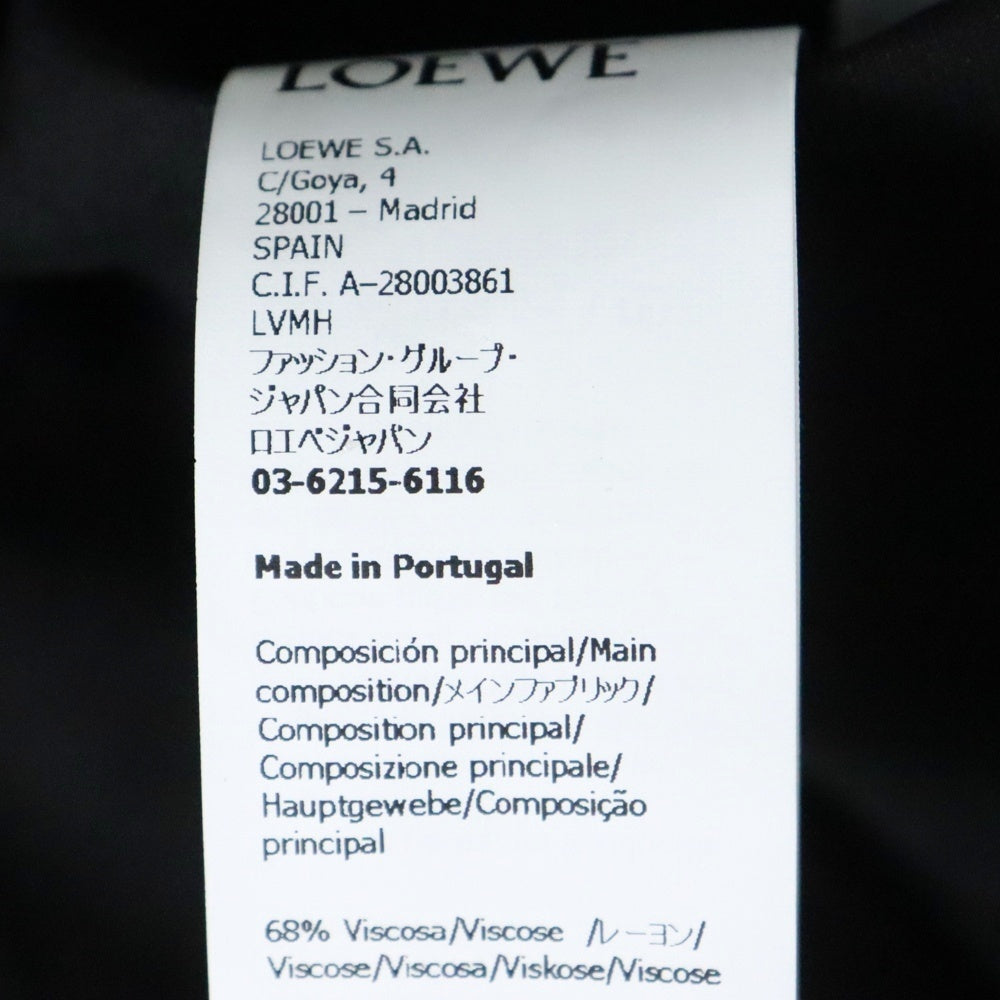 LOEWE
LOEWE S.A.
C/Goya, 4
28001 – Madrid
SPAIN
C.I.F. A–28003861
LVMH
ファッション・グループ・
ジャパン合同会社
ロエベジャパン
03-6215-6116
Made in Portugal
Composición principal/Main
composition/メインファブリック/
Composition principal/
Composizione principale/
Hauptgewebe/Composição
principal
68% Viscosa/Viscose /レーヨン/
Viscose/Viscosa/Viskose/Viscose